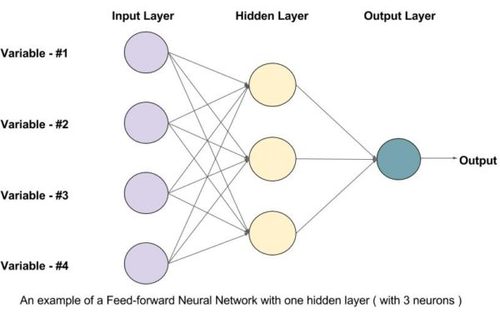 Input Layer
Hidden Layer
Output Layer
Variable - #1
Variable - #2
Variable - #3
Variable - #4
Output
An example of a Feed-forward Neural Network with one hidden layer ( with 3 neurons )